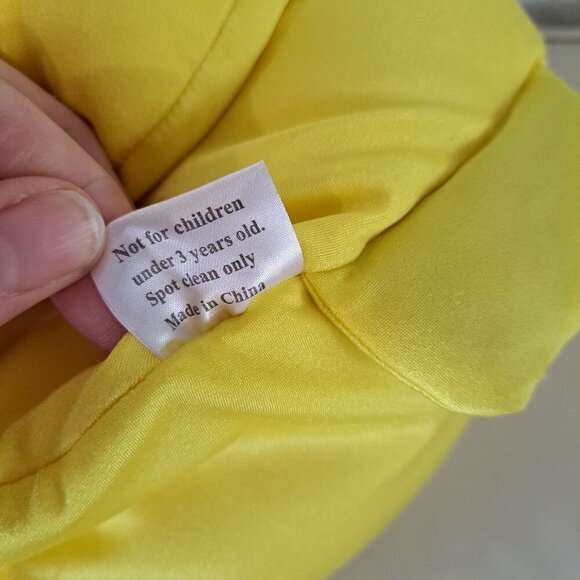 Not for children
under 3 years old.
Spot clean only
Made in China